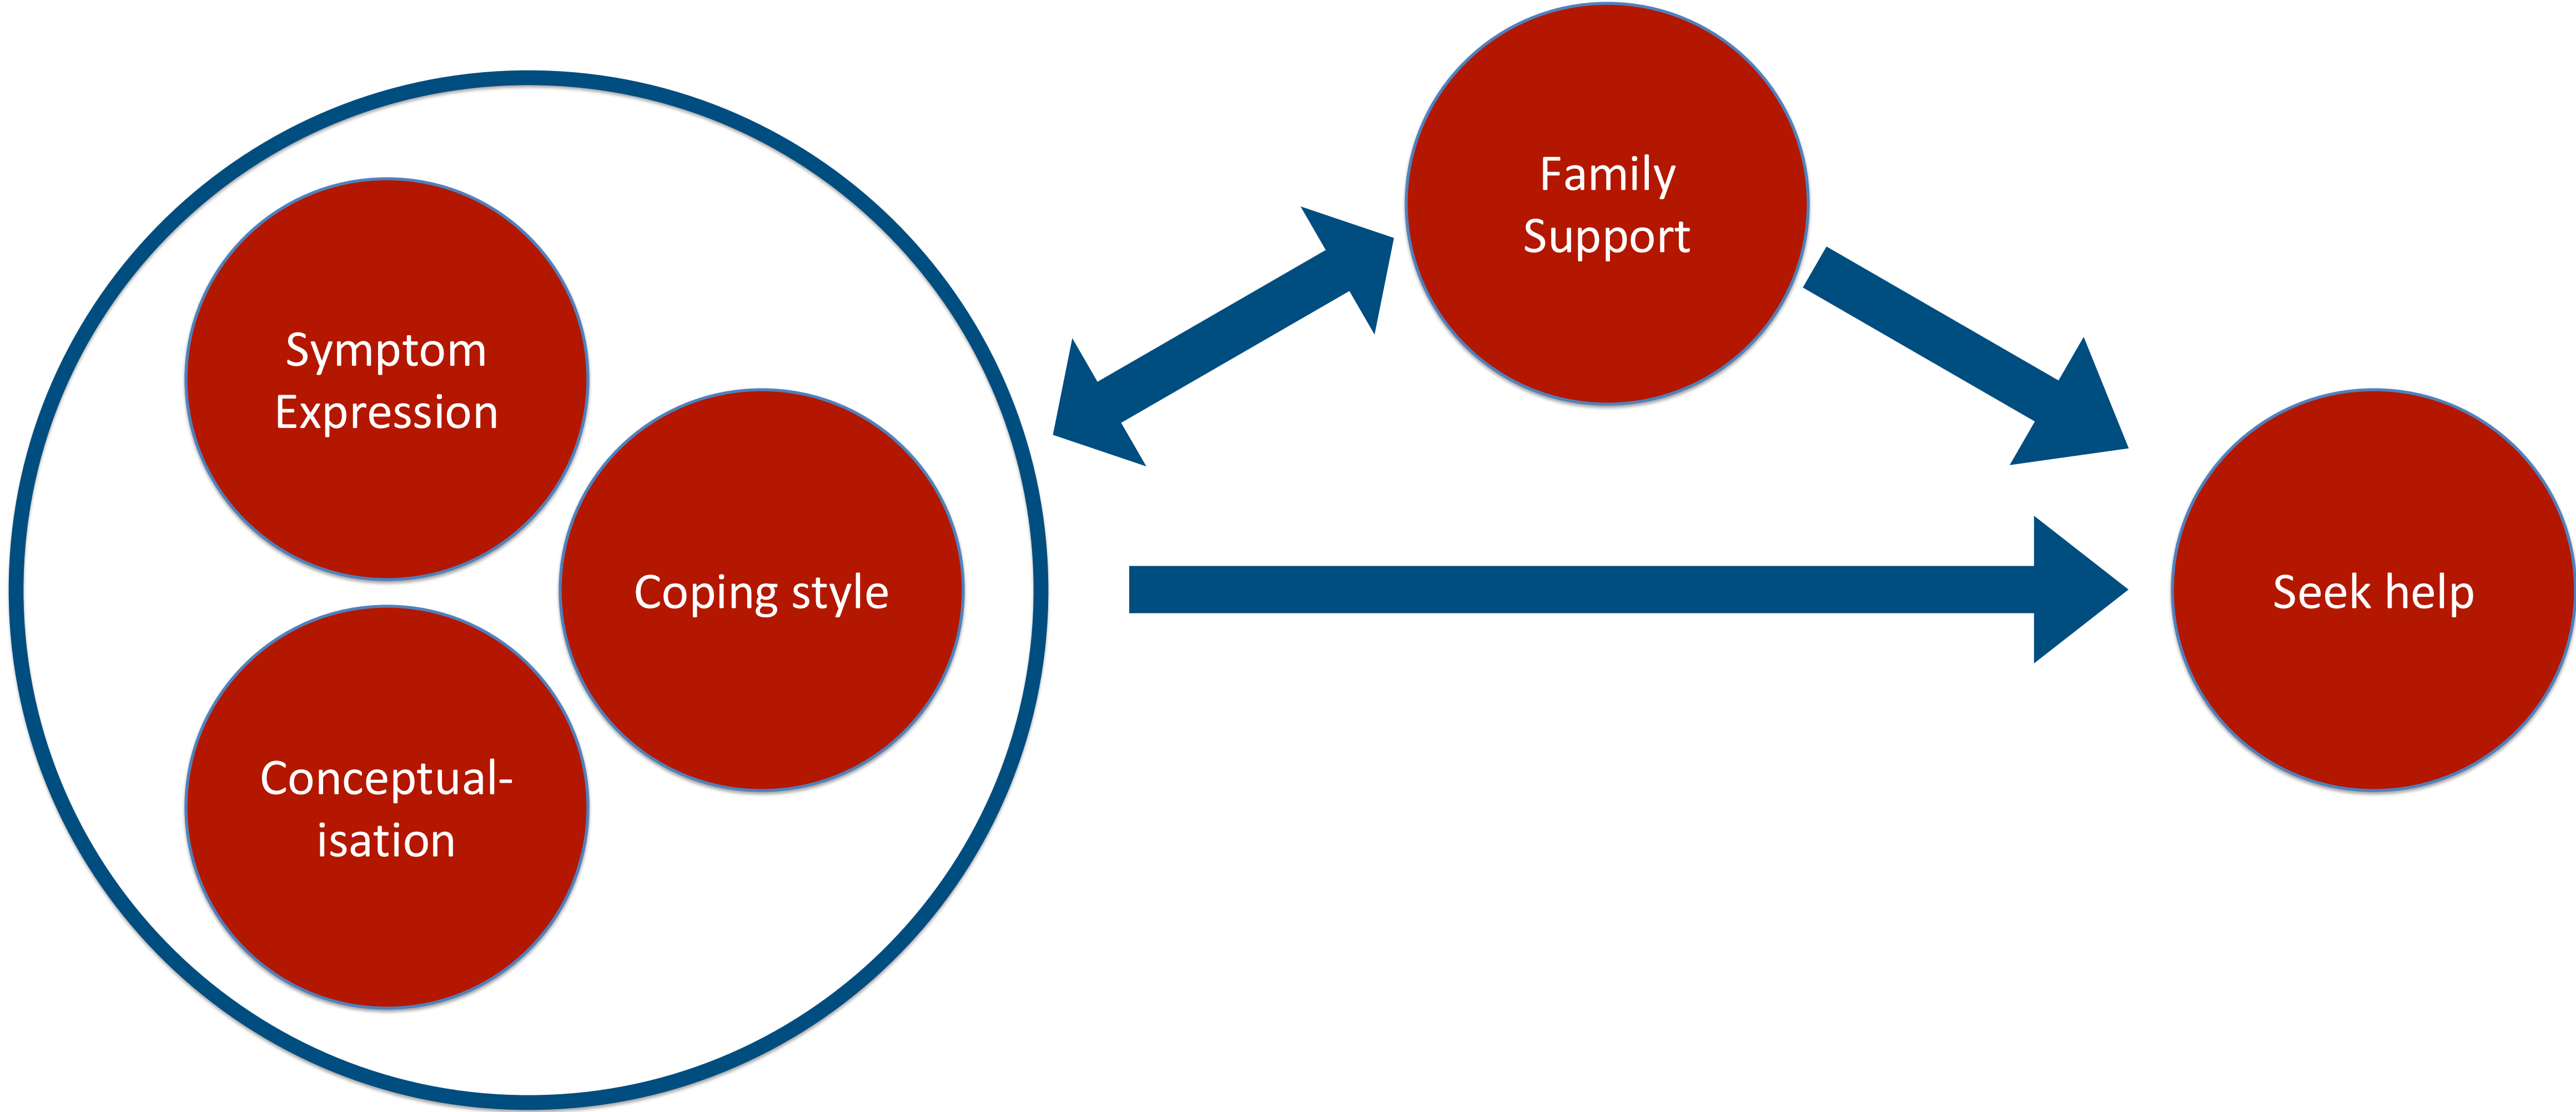 Symptom
Expression
Coping style
Conceptual-
isation
Family
Support
Seek help